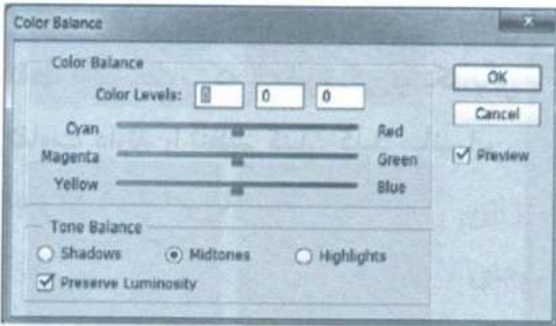 Color Balance
Color Balance
Color Levels: 0 0 0
Cyan Red
Magenta Green
Yellow Blue
Tone Balance
Shadows Midtones Highlights
Preserve Luminosity
OK
Cancel
Preview